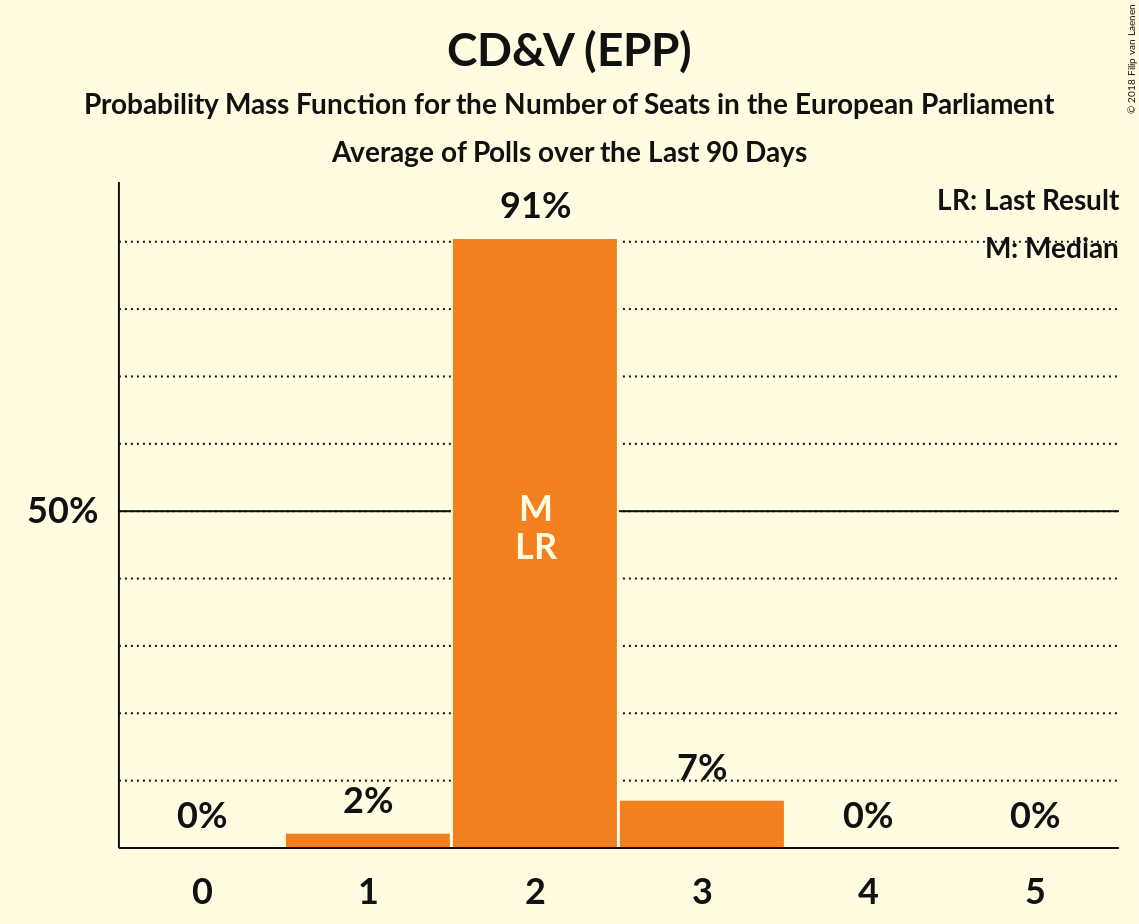 CD&V (EPP)
Probability Mass Function for the Number of Seats in the European Parliament
Average of Polls over the Last 90 Days
© 2018 Filip van Laenen
LR: Last Result
M: Median
91%
50%
M
LR
7%
2%
0%
0%
0%
0 1 2 3 4 5